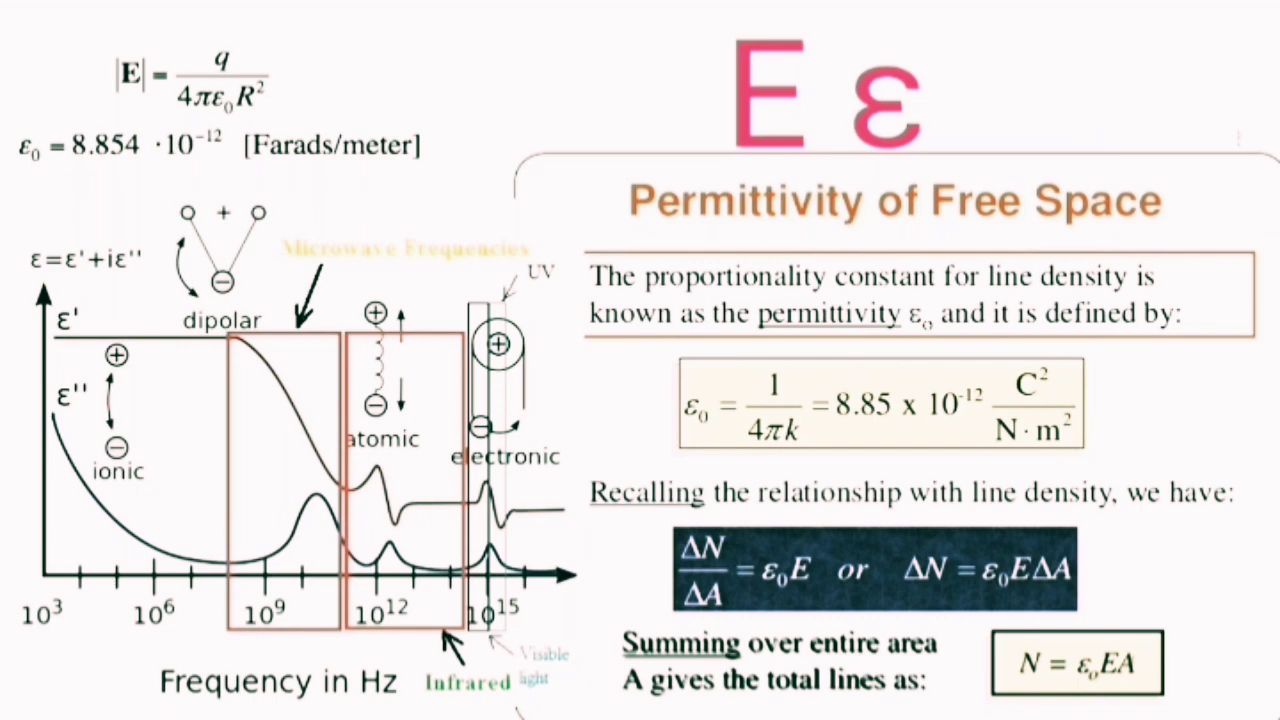 |E| = q / 4πε₀R²
ε₀ = 8.854 ·10⁻¹² [Farads/meter]
+
ε=ε'+iε''
−
dipolar
Microwave Frequencies
UV
ε'
ε''
+
−
ionic
+
−
atomic
+
−
electronic
10³ 10⁶ 10⁹ 10¹² 10¹⁵
Frequency in Hz
Infrared
Visible
light
E ε
Permittivity of Free Space
The proportionality constant for line density is
known as the permittivity ε₀ and it is defined by:
ε₀ = 1 / 4πk = 8.85 x 10⁻¹² C² / N·m²
Recalling the relationship with line density, we have:
ΔN / ΔA = ε₀E or ΔN = ε₀EΔA
Summing over entire area
A gives the total lines as:
N = ε₀EA